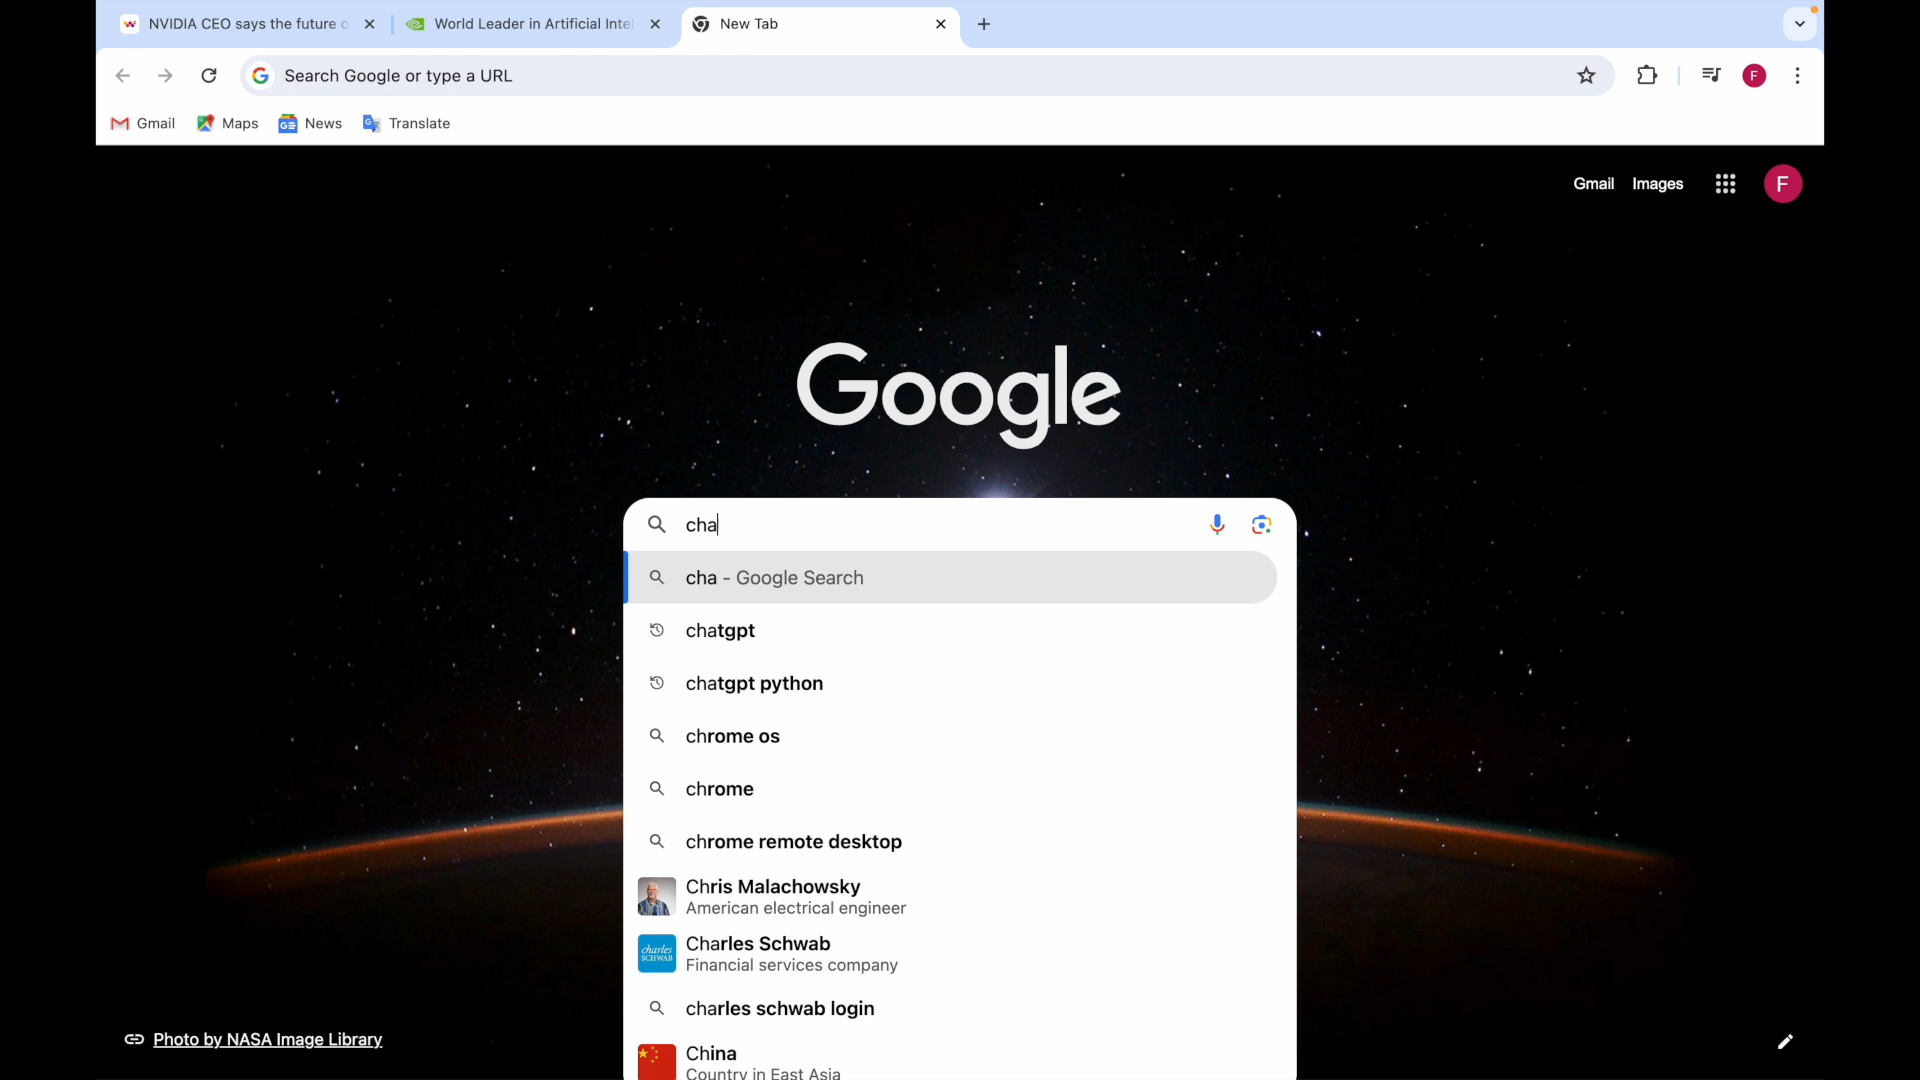 NVIDIA CEO says the future o
World Leader in Artificial Intel
New Tab
Search Google or type a URL
F
Gmail
Maps
News
Translate
Gmail
Images
F
Google
cha
cha - Google Search
chatgpt
chatgpt python
chrome os
chrome
chrome remote desktop
Chris Malachowsky
American electrical engineer
charles
SCHWAB
Charles Schwab
Financial services company
charles schwab login
China
Country in East Asia
Photo by NASA Image Library